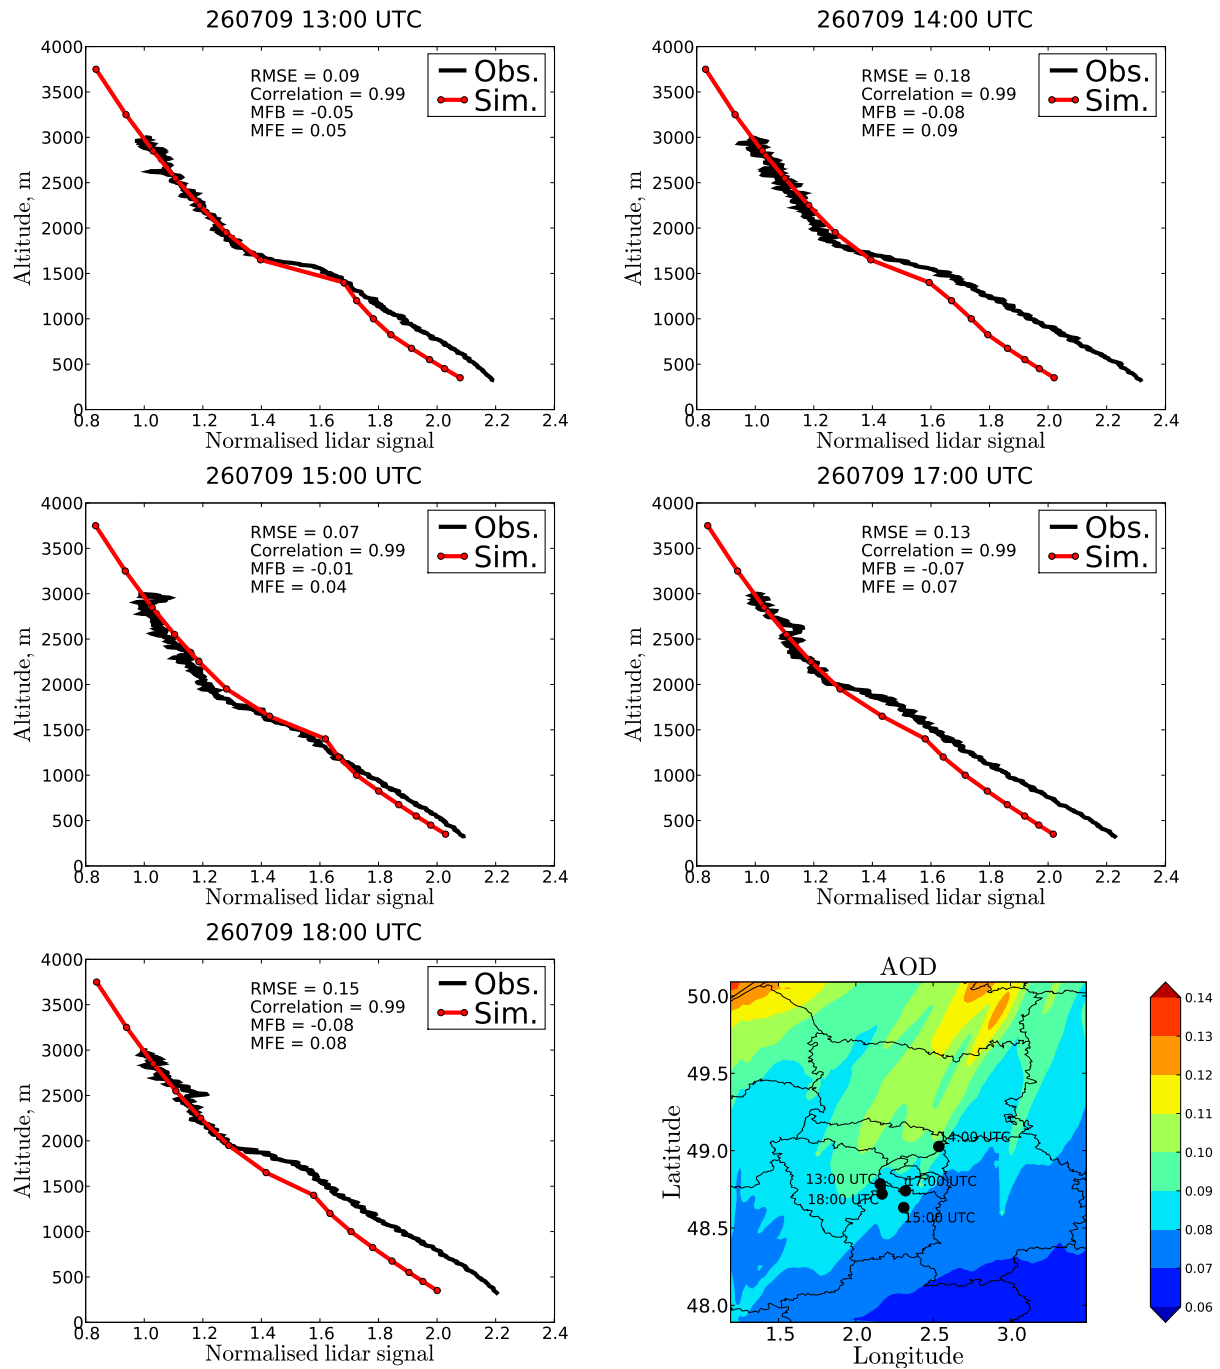 260709 13:00 UTC
RMSE = 0.09
Correlation = 0.99
MFB = -0.05
MFE = 0.05
Obs.
Sim.
Altitude, m
4000
3500
3000
2500
2000
1500
1000
500
0
0.8 1.0 1.2 1.4 1.6 1.8 2.0 2.2 2.4
Normalised lidar signal
260709 14:00 UTC
RMSE = 0.18
Correlation = 0.99
MFB = -0.08
MFE = 0.09
Obs.
Sim.
Altitude, m
4000
3500
3000
2500
2000
1500
1000
500
0
0.8 1.0 1.2 1.4 1.6 1.8 2.0 2.2 2.4
Normalised lidar signal
260709 15:00 UTC
RMSE = 0.07
Correlation = 0.99
MFB = -0.01
MFE = 0.04
Obs.
Sim.
Altitude, m
4000
3500
3000
2500
2000
1500
1000
500
0
0.8 1.0 1.2 1.4 1.6 1.8 2.0 2.2 2.4
Normalised lidar signal
260709 17:00 UTC
RMSE = 0.13
Correlation = 0.99
MFB = -0.07
MFE = 0.07
Obs.
Sim.
Altitude, m
4000
3500
3000
2500
2000
1500
1000
500
0
0.8 1.0 1.2 1.4 1.6 1.8 2.0 2.2 2.4
Normalised lidar signal
260709 18:00 UTC
RMSE = 0.15
Correlation = 0.99
MFB = -0.08
MFE = 0.08
Obs.
Sim.
Altitude, m
4000
3500
3000
2500
2000
1500
1000
500
0
0.8 1.0 1.2 1.4 1.6 1.8 2.0 2.2 2.4
Normalised lidar signal
AOD
Latitude
50.0
49.5
49.0
48.5
48.0
14:00 UTC
13:00 UTC
17:00 UTC
18:00 UTC
15:00 UTC
1.5 2.0 2.5 3.0
Longitude
0.14
0.13
0.12
0.11
0.10
0.09
0.08
0.07
0.06